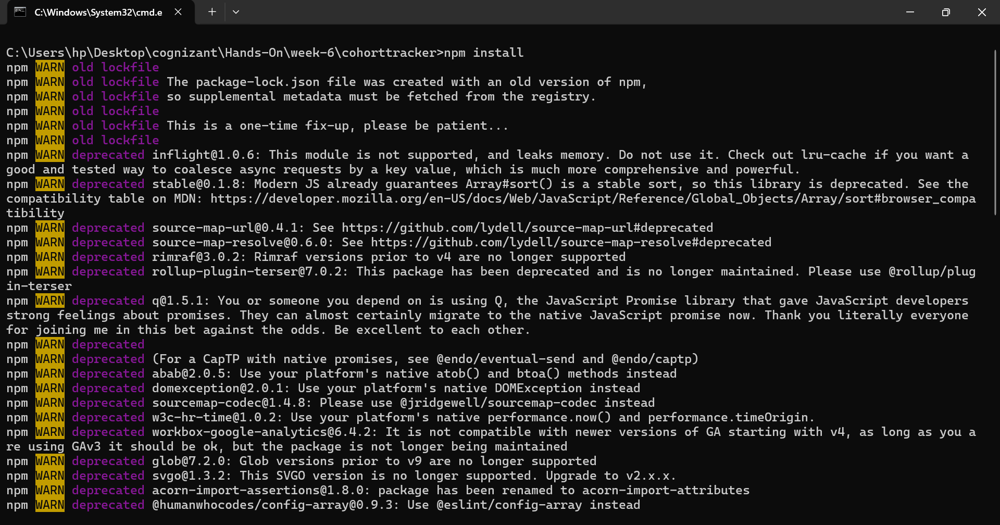 C:\Windows\System32\cmd.e
C:\Users\hp\Desktop\cognizant\Hands-On\week-6\cohorttracker>npm install
npm WARN old lockfile
npm WARN old lockfile The package-lock.json file was created with an old version of npm,
npm WARN old lockfile so supplemental metadata must be fetched from the registry.
npm WARN old lockfile
npm WARN old lockfile This is a one-time fix-up, please be patient...
npm WARN old lockfile
npm WARN deprecated inflight@1.0.6: This module is not supported, and leaks memory. Do not use it. Check out lru-cache if you want a
good and tested way to coalesce async requests by a key value, which is much more comprehensive and powerful.
npm WARN deprecated stable@0.1.8: Modern JS already guarantees Array#sort() is a stable sort, so this library is deprecated. See the
compatibility table on MDN: https://developer.mozilla.org/en-US/docs/Web/JavaScript/Reference/Global_Objects/Array/sort#browser_compa
tibility
npm WARN deprecated source-map-url@0.4.1: See https://github.com/lydell/source-map-url#deprecated
npm WARN deprecated source-map-resolve@0.6.0: See https://github.com/lydell/source-map-resolve#deprecated
npm WARN deprecated rimraf@3.0.2: Rimraf versions prior to v4 are no longer supported
npm WARN deprecated rollup-plugin-terser@7.0.2: This package has been deprecated and is no longer maintained. Please use @rollup/plug
in-terser
npm WARN deprecated q@1.5.1: You or someone you depend on is using Q, the JavaScript Promise library that gave JavaScript developers
strong feelings about promises. They can almost certainly migrate to the native JavaScript promise now. Thank you literally everyone
for joining me in this bet against the odds. Be excellent to each other.
npm WARN deprecated
npm WARN deprecated (For a CapTP with native promises, see @endo/eventual-send and @endo/captp)
npm WARN deprecated abab@2.0.5: Use your platform's native atob() and btoa() methods instead
npm WARN deprecated domexception@2.0.1: Use your platform's native DOMException instead
npm WARN deprecated sourcemap-codec@1.4.8: Please use @jridgewell/sourcemap-codec instead
npm WARN deprecated w3c-hr-time@1.0.2: Use your platform's native performance.now() and performance.timeOrigin.
npm WARN deprecated workbox-google-analytics@6.4.2: It is not compatible with newer versions of GA starting with v4, as long as you a
re using GAv3 it should be ok, but the package is not longer being maintained
npm WARN deprecated glob@7.2.0: Glob versions prior to v9 are no longer supported
npm WARN deprecated svgo@1.3.2: This SVGO version is no longer supported. Upgrade to v2.x.x.
npm WARN deprecated acorn-import-assertions@1.8.0: package has been renamed to acorn-import-attributes
npm WARN deprecated @humanwhocodes/config-array@0.9.3: Use @eslint/config-array instead